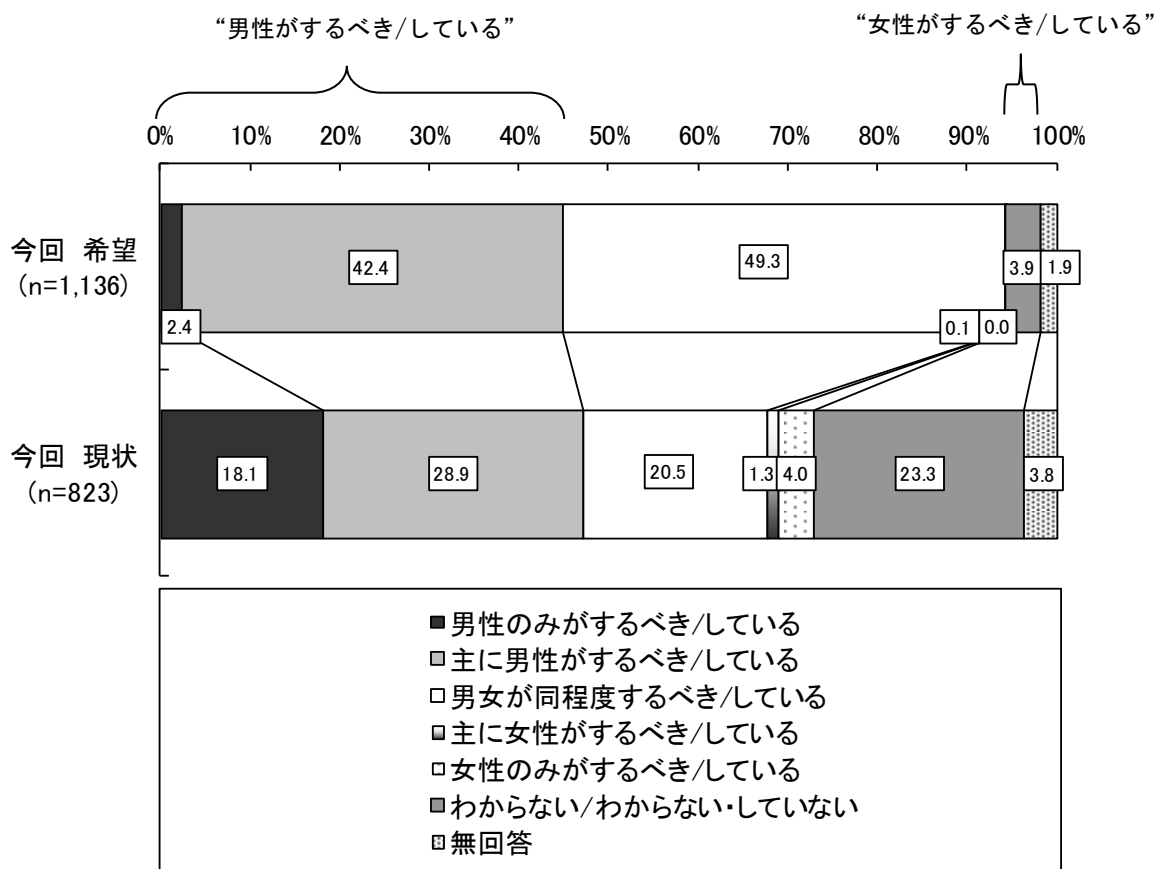 “男性がするべき/している”
“女性がするべき/している”
0% 10% 20% 30% 40% 50% 60% 70% 80% 90% 100%
今回 希望
(n=1,136)
2.4
42.4
49.3
0.1
0.0
3.9
1.9
今回 現状
(n=823)
18.1
28.9
20.5
1.3
4.0
23.3
3.8
男性のみがするべき/している
主に男性がするべき/している
男女が同程度するべき/している
主に女性がするべき/している
女性のみがするべき/している
わからない/わからない・していない
無回答